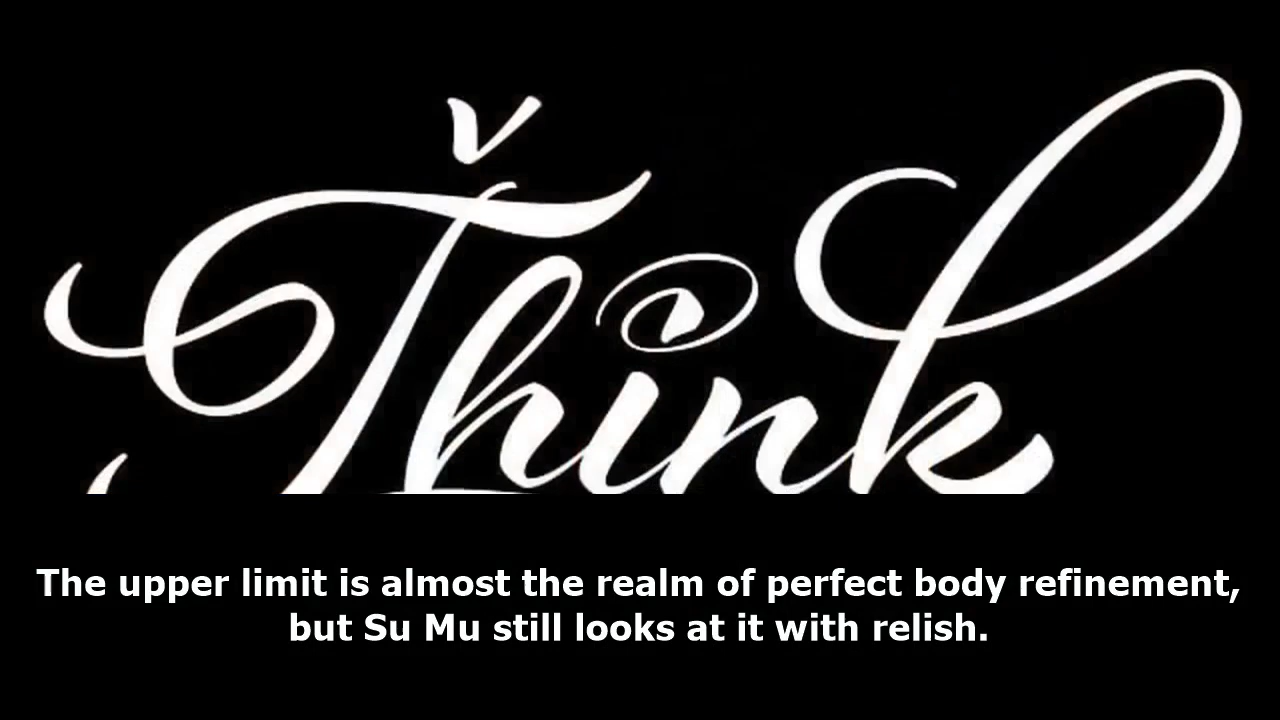 Think
The upper limit is almost the realm of perfect body refinement,
but Su Mu still looks at it with relish.